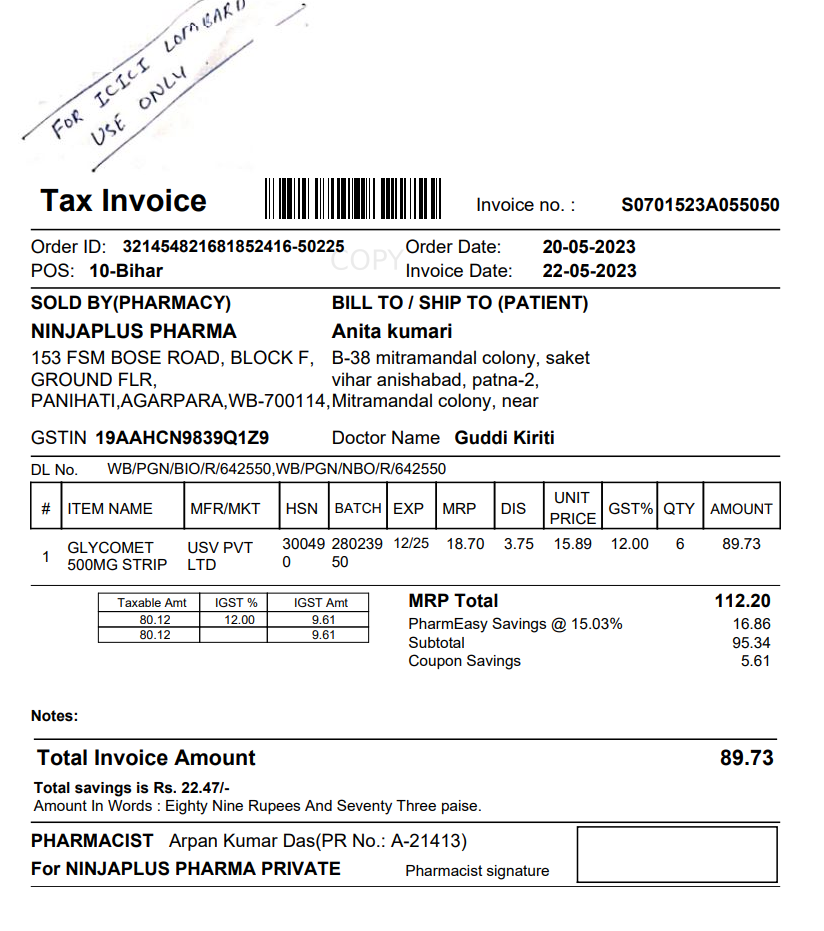 FOR ICICI LOMBARD
USE ONLY
Tax Invoice
Invoice no. : S0701523A055050
Order ID: 321454821681852416-50225 Order Date: 20-05-2023
COPY
POS: 10-Bihar Invoice Date: 22-05-2023
SOLD BY(PHARMACY) BILL TO / SHIP TO (PATIENT)
NINJAPLUS PHARMA Anita kumari
153 FSM BOSE ROAD, BLOCK F, B-38 mitramandal colony, saket
GROUND FLR, vihar anishabad, patna-2,
PANIHATI,AGARPARA,WB-700114, Mitramandal colony, near
GSTIN 19AAHCN9839Q1Z9 Doctor Name Guddi Kiriti
DL No. WB/PGN/BIO/R/642550,WB/PGN/NBO/R/642550
# ITEM NAME MFR/MKT HSN BATCH EXP MRP DIS UNIT PRICE GST% QTY AMOUNT
1 GLYCOMET USV PVT 30049 280239 12/25 18.70 3.75 15.89 12.00 6 89.73
500MG STRIP LTD 0 50
Taxable Amt IGST % IGST Amt
80.12 12.00 9.61
80.12 9.61
MRP Total 112.20
PharmEasy Savings @ 15.03% 16.86
Subtotal 95.34
Coupon Savings 5.61
Notes:
Total Invoice Amount 89.73
Total savings is Rs. 22.47/-
Amount In Words : Eighty Nine Rupees And Seventy Three paise.
PHARMACIST Arpan Kumar Das(PR No.: A-21413)
For NINJAPLUS PHARMA PRIVATE Pharmacist signature